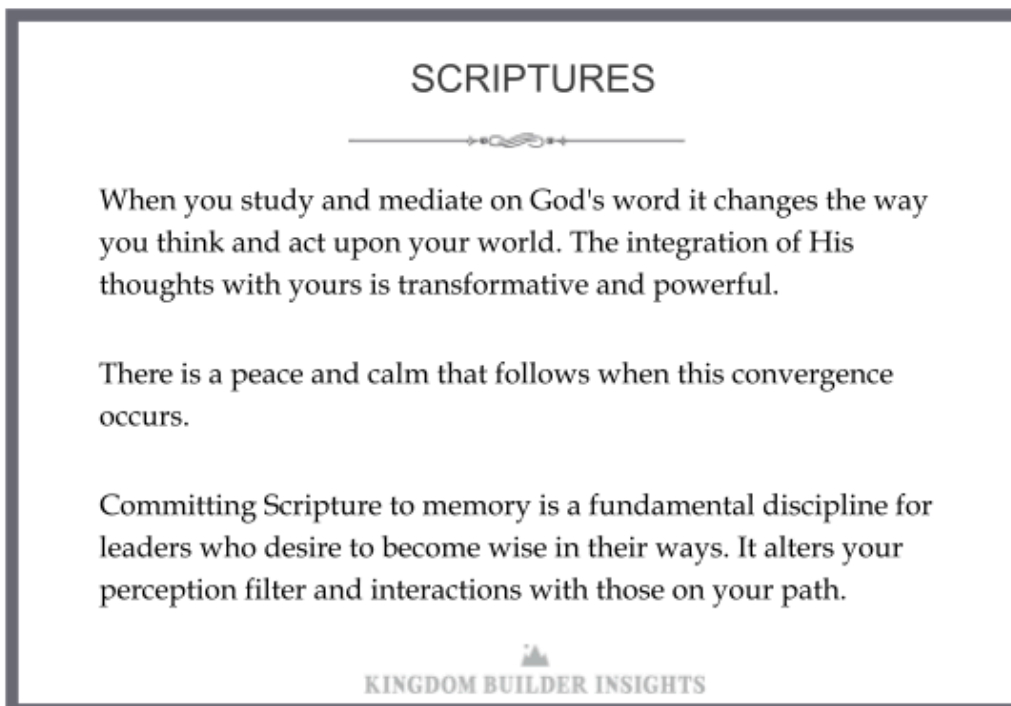 SCRIPTURES
When you study and mediate on God's word it changes the way
you think and act upon your world. The integration of His
thoughts with yours is transformative and powerful.
There is a peace and calm that follows when this convergence
occurs.
Committing Scripture to memory is a fundamental discipline for
leaders who desire to become wise in their ways. It alters your
perception filter and interactions with those on your path.
KINGDOM BUILDER INSIGHTS